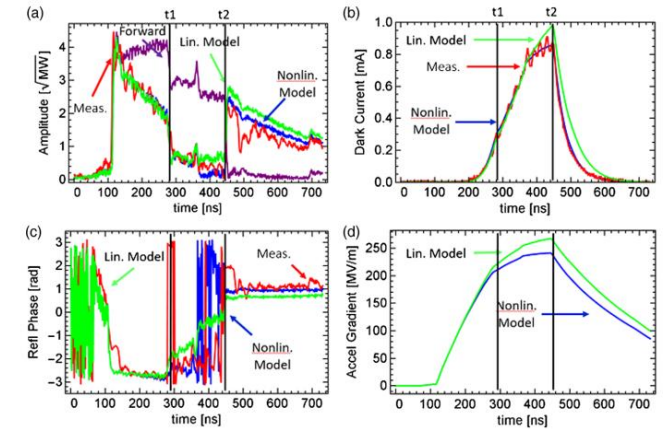 (a)
t1
t2
Forward
Lin. Model
Nonlin.
Model
Meas.
Amplitude [√MW]
4
3
2
1
0
0 100 200 300 400 500 600 700
time [ns]
(b)
t1
t2
Lin. Model
Meas.
Nonlin.
Model
Dark Current [mA]
1.0
0.8
0.6
0.4
0.2
0.0
0 100 200 300 400 500 600 700
time [ns]
(c)
Lin. Model
Meas.
Nonlin.
Model
Refl Phase [rad]
3
2
1
0
−1
−2
−3
0 100 200 300 400 500 600 700
time [ns]
(d)
Lin. Model
Nonlin.
Model
Accel Gradient [MV/m]
250
200
150
100
50
0
0 100 200 300 400 500 600 700
time [ns]